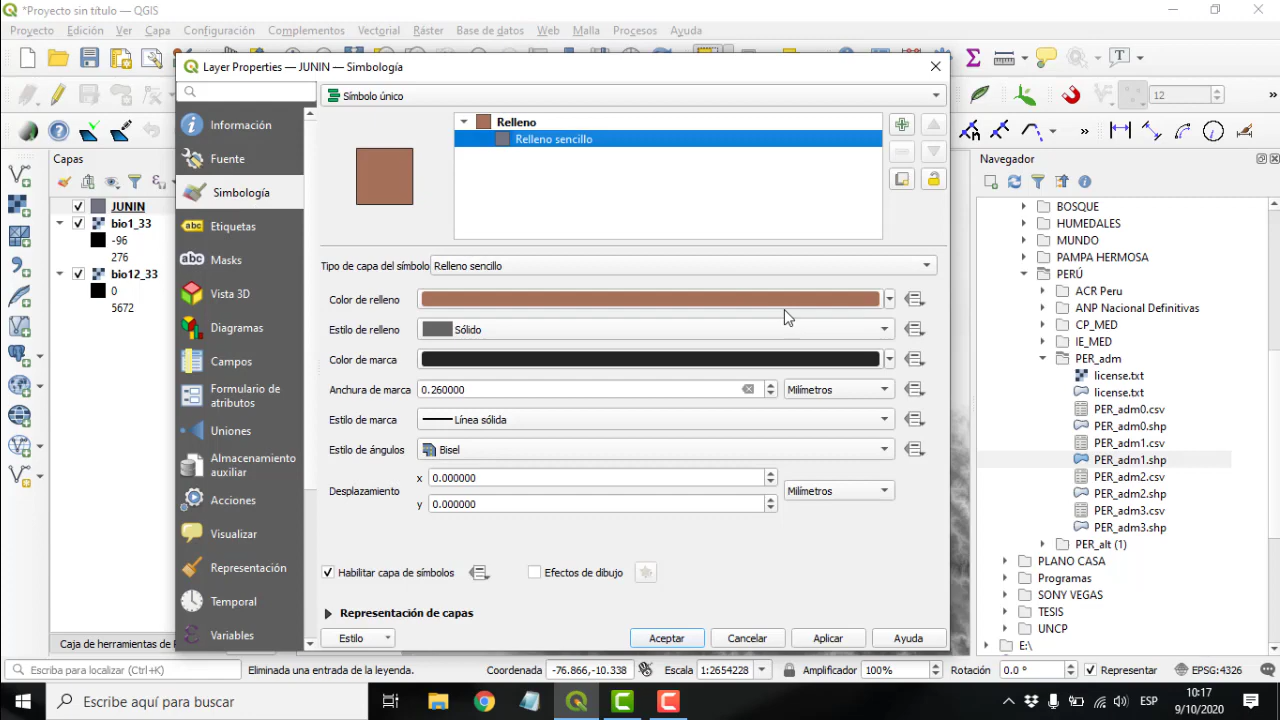 *Proyecto sin título — QGIS
Proyecto Edición Ver Capa Configuración Complementos Vectorial Ráster Base de datos Web Malla Procesos Ayuda
Layer Properties — JUNIN — Simbología
12
Capas
JUNIN
bio1_33
-96
276
bio12_33
0
5672
Caja de herramientas de P
Información
Fuente
Simbología
Etiquetas
Masks
Vista 3D
Diagramas
Campos
Formulario de
atributos
Uniones
Almacenamiento
auxiliar
Acciones
Visualizar
Representación
Temporal
Variables
Símbolo único
Relleno
Relleno sencillo
Tipo de capa del símbolo Relleno sencillo
Color de relleno
Estilo de relleno Sólido
Color de marca
Anchura de marca 0.260000 Milímetros
Estilo de marca Línea sólida
Estilo de ángulos Bisel
Desplazamiento x 0.000000 Milímetros
y 0.000000
Habilitar capa de símbolos Efectos de dibujo
Representación de capas
Estilo Aceptar Cancelar Aplicar Ayuda
Navegador
BOSQUE
HUMEDALES
MUNDO
PAMPA HERMOSA
PERÚ
ACR Peru
ANP Nacional Definitivas
CP_MED
IE_MED
PER_adm
license.txt
license.txt
PER_adm0.csv
PER_adm0.shp
PER_adm1.csv
PER_adm1.shp
PER_adm2.csv
PER_adm2.shp
PER_adm3.csv
PER_adm3.shp
PER_alt (1)
PLANO CASA
Programas
SONY VEGAS
TESIS
UNCP
E:\
Escriba para localizar (Ctrl+K) Eliminada una entrada de la leyenda. Coordenada -76.866,-10.338 Escala 1:2654228 Amplificador 100% Rotación 0.0 ° Representar EPSG:4326
Escribe aquí para buscar
ESP
10:17
9/10/2020